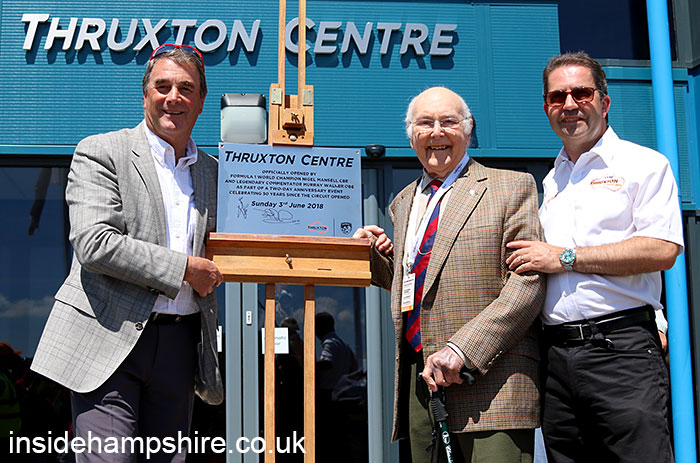 THRUXTON CENTRE
THRUXTON CENTRE
OFFICIALLY OPENED BY
FORMULA 1 WORLD CHAMPION NIGEL MANSELL CBE
AND LEGENDARY COMMENTATOR MURRAY WALKER OBE
AS PART OF A TWO-DAY ANNIVERSARY EVENT
CELEBRATING 50 YEARS SINCE THE CIRCUIT OPENED
Sunday 3rd June 2018
THRUXTON
THRUXTON
insidehampshire.co.uk